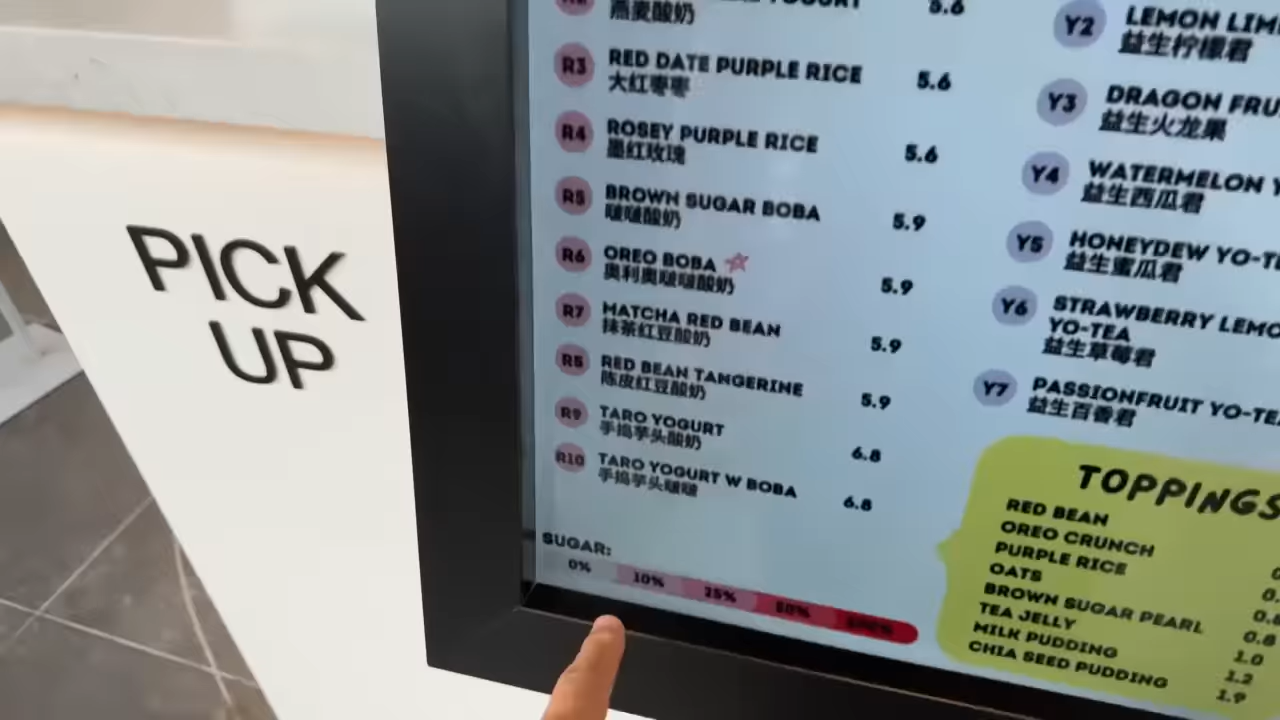 PICK
UP
YOGURT
5.6
燕麦酸奶
R3
RED DATE PURPLE RICE
5.6
大红枣枣
R4
ROSEY PURPLE RICE
5.6
墨红玫瑰
R5
BROWN SUGAR BOBA
5.9
啵啵酸奶
R6
OREO BOBA
5.9
奥利奥啵啵酸奶
R7
MATCHA RED BEAN
5.9
抹茶红豆酸奶
R8
RED BEAN TANGERINE
5.9
陈皮红豆酸奶
R9
TARO YOGURT
6.8
手捣芋头酸奶
R10
TARO YOGURT W BOBA
6.8
手捣芋头啵啵
SUGAR:
0% 10% 25% 50% 100%
Y2
LEMON
益生柠檬君
Y3
DRAGON
益生火龙果
Y4
WATERMELON
益生西瓜君
Y5
HONEYDEW
益生蜜瓜君
Y6
STRAWBERRY
YO-TEA
益生草莓君
Y7
PASSIONFRUIT
益生百香君
TOPPINGS
RED BEAN
OREO CRUNCH
PURPLE RICE
OATS
BROWN SUGAR PEARL
0.8
TEA JELLY
1.0
MILK PUDDING
1.2
CHIA SEED PUDDING
1.9